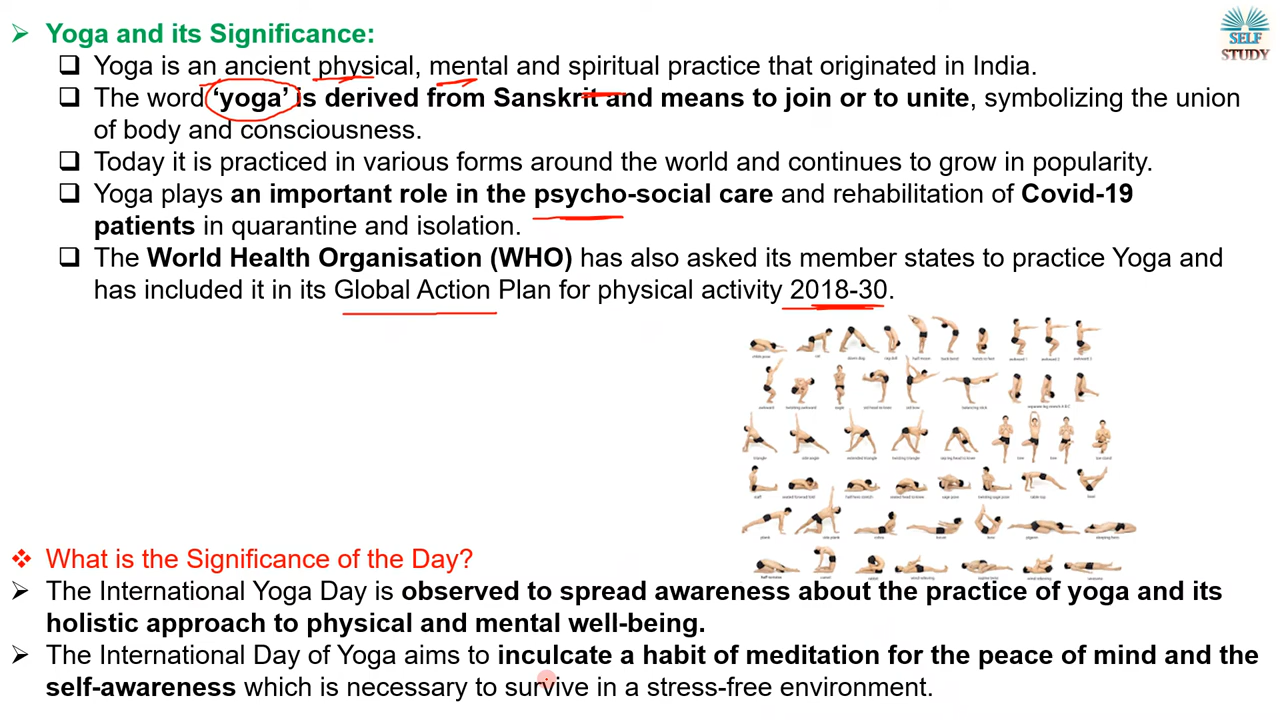 Yoga and its Significance:
SELF
STUDY
Yoga is an ancient physical, mental and spiritual practice that originated in India.
The word ‘yoga’ is derived from Sanskrit and means to join or to unite, symbolizing the union
of body and consciousness.
Today it is practiced in various forms around the world and continues to grow in popularity.
Yoga plays an important role in the psycho-social care and rehabilitation of Covid-19
patients in quarantine and isolation.
The World Health Organisation (WHO) has also asked its member states to practice Yoga and
has included it in its Global Action Plan for physical activity 2018-30.
What is the Significance of the Day?
The International Yoga Day is observed to spread awareness about the practice of yoga and its
holistic approach to physical and mental well-being.
The International Day of Yoga aims to inculcate a habit of meditation for the peace of mind and the
self-awareness which is necessary to survive in a stress-free environment.